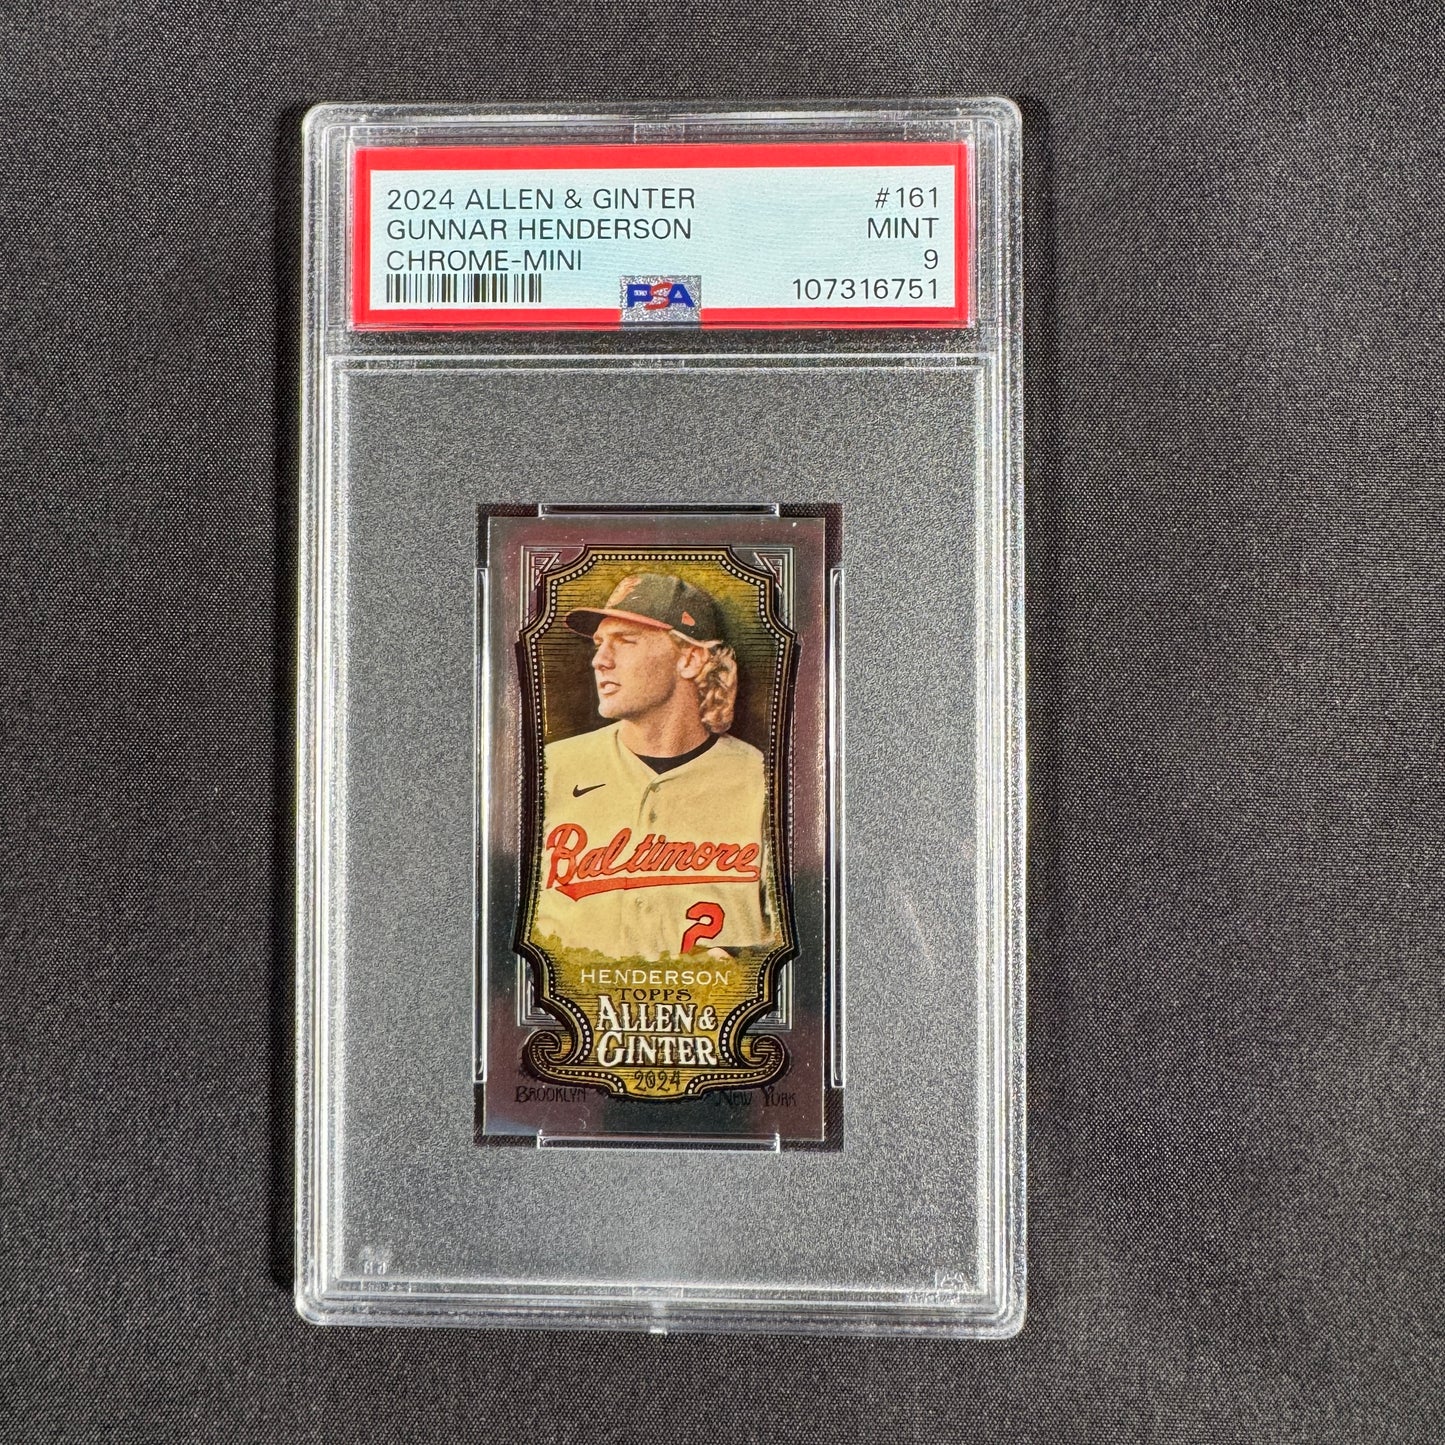 2024 ALLEN & GINTER #161
GUNNAR HENDERSON MINT
CHROME-MINI 9
PSA 107316751
Baltimore
2
HENDERSON
TOPPS
ALLEN &
GINTER
2024
BROOKLYN NEW YORK